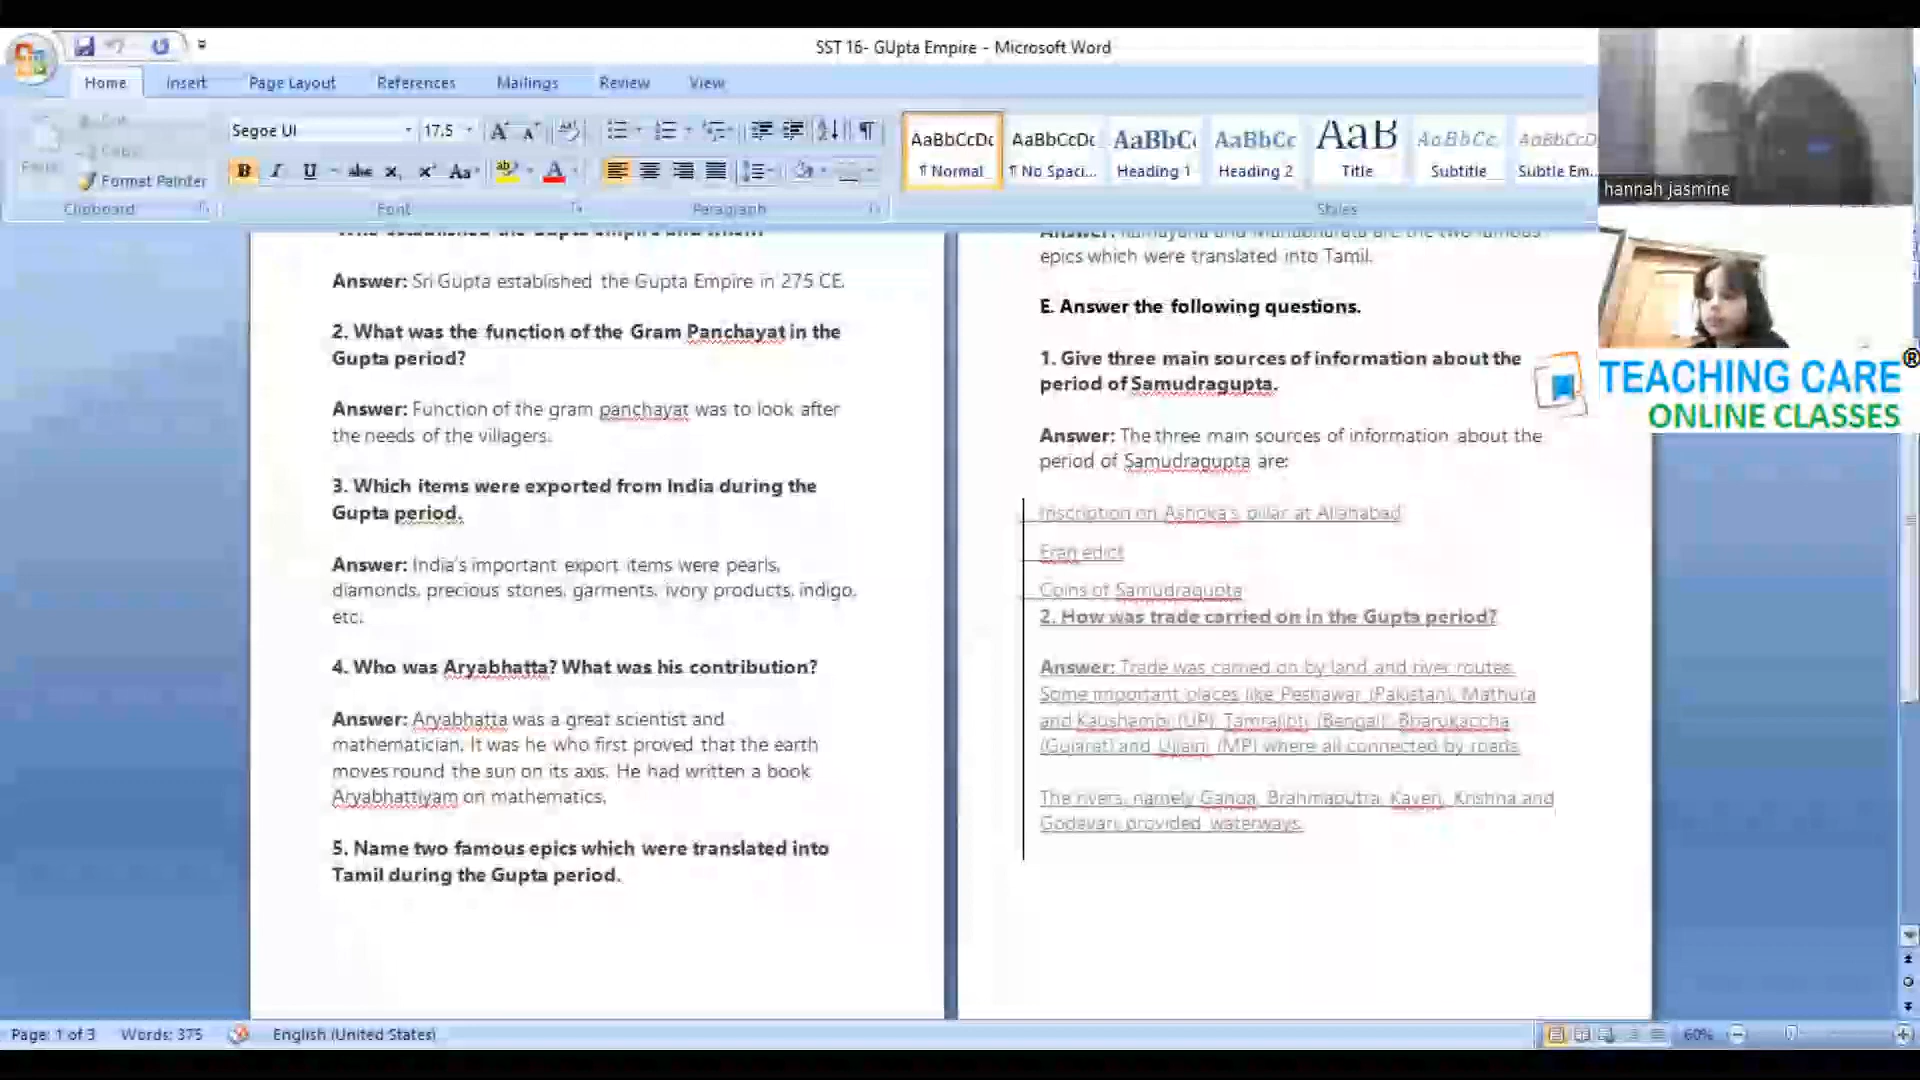 SST 16- GUpta Empire - Microsoft Word
Home Insert Page Layout References Mailings Review View
Segoe UI 17.5
Format Painter
Clipboard Font Paragraph Styles
AaBbCcDc AaBbCcDc AaBbC AaBbCc AaB AaBbCc. AaBbCcD
¶ Normal ¶ No Spaci... Heading 1 Heading 2 Title Subtitle Subtle Em...
hannah jasmine
TEACHING CARE®
ONLINE CLASSES
Answer: Sri Gupta established the Gupta Empire in 275 CE.
2. What was the function of the Gram Panchayat in the
Gupta period?
Answer: Function of the gram panchayat was to look after
the needs of the villagers.
3. Which items were exported from India during the
Gupta period.
Answer: India's important export items were pearls,
diamonds, precious stones, garments, ivory products, indigo,
etc.
4. Who was Aryabhatta? What was his contribution?
Answer: Aryabhatta was a great scientist and
mathematician. It was he who first proved that the earth
moves round the sun on its axis. He had written a book
Aryabhattiyam on mathematics.
5. Name two famous epics which were translated into
Tamil during the Gupta period.
epics which were translated into Tamil.
E. Answer the following questions.
1. Give three main sources of information about the
period of Samudragupta.
Answer: The three main sources of information about the
period of Samudragupta are:
Inscription on Ashoka's pillar at Allahabad
Eran edict
Coins of Samudragupta
2. How was trade carried on in the Gupta period?
Answer: Trade was carried on by land and river routes.
Some important places like Peshawar (Pakistan), Mathura
and Kaushambi (UP), Tamralipti (Bengal), Bharukaccha
(Gujarat) and Ujjaini (MP) where all connected by roads.
The rivers, namely Ganga, Brahmaputra, Kaveri, Krishna and
Godavari provided waterways.
Page: 1 of 3 Words: 375 English (United States) 60%